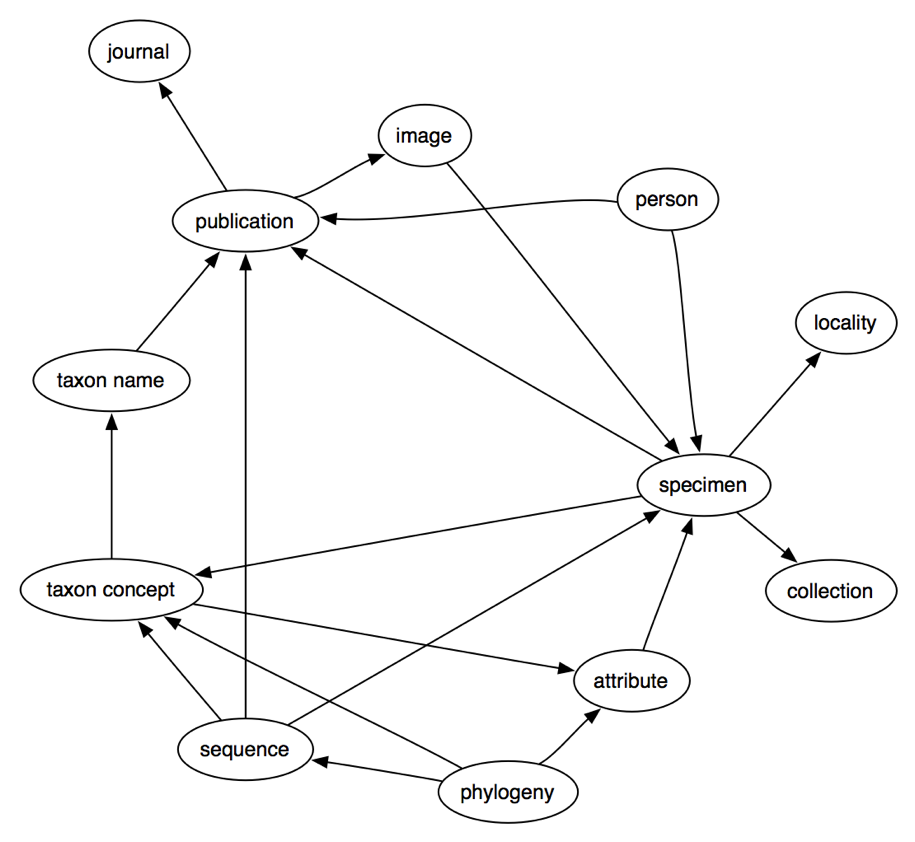 journal
image
person
publication
locality
taxon name
specimen
taxon concept
collection
attribute
sequence
phylogeny